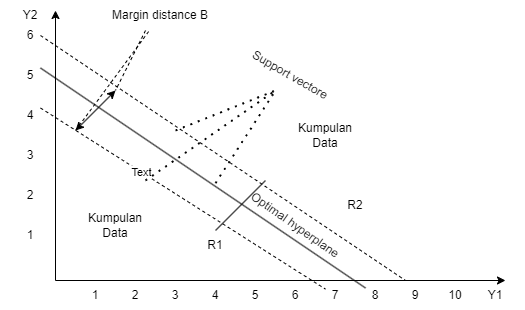 Y2
Margin distance B
6
5
Support vectore
4
Kumpulan
Data
3
Text
2
Optimal hyperplane
R2
Kumpulan
Data
1
R1
1 2 3 4 5 6 7 8 9 10 Y1